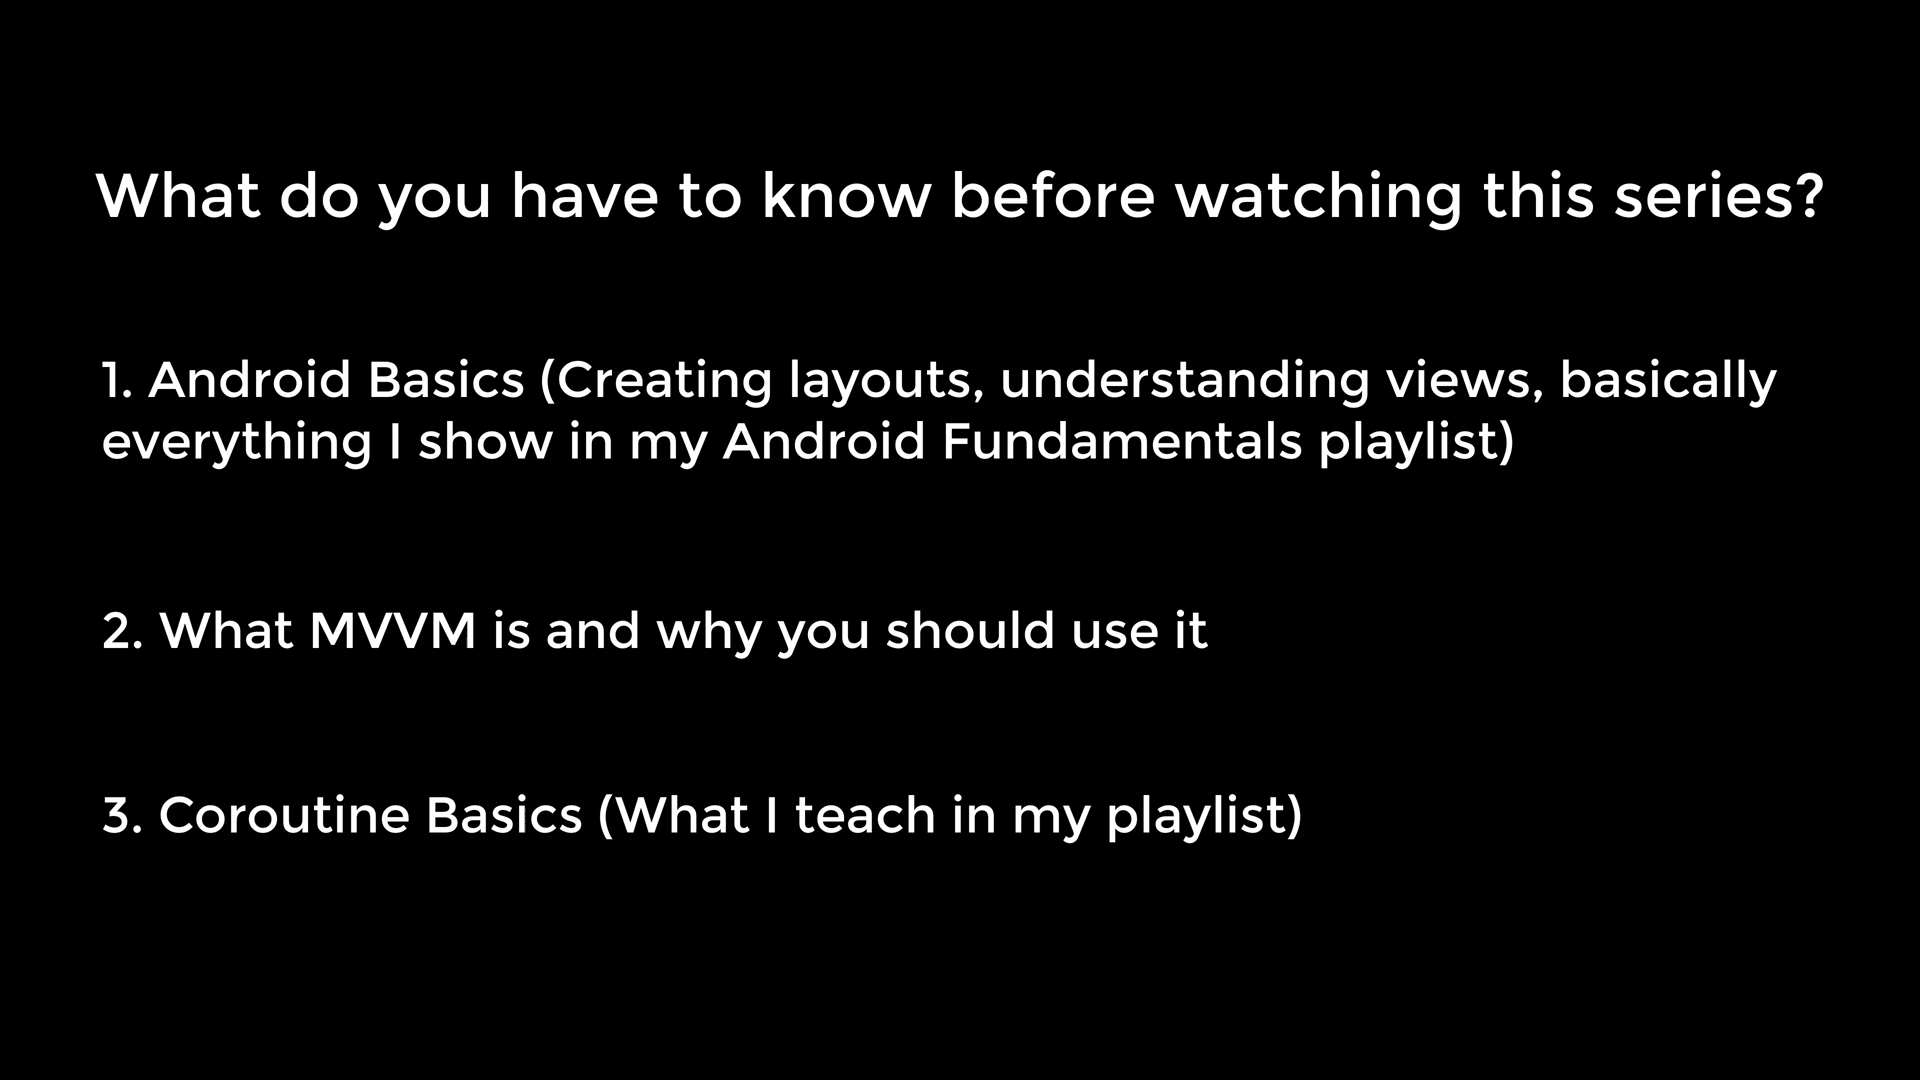 What do you have to know before watching this series?
1. Android Basics (Creating layouts, understanding views, basically
everything I show in my Android Fundamentals playlist)
2. What MVVM is and why you should use it
3. Coroutine Basics (What I teach in my playlist)